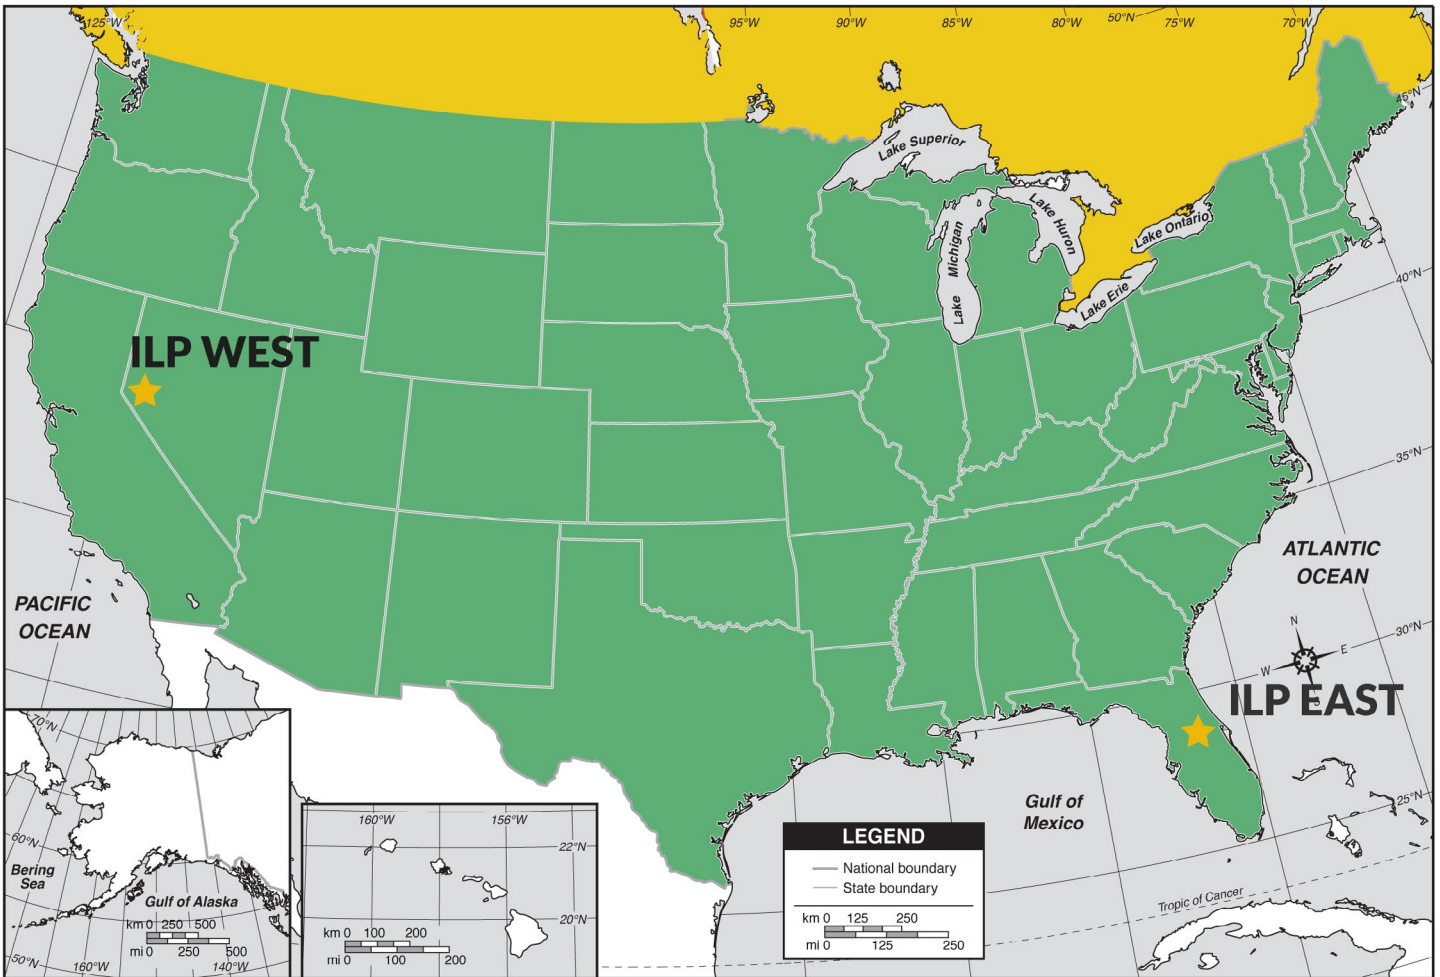 125°W
95°W
90°W
85°W
80°W
50°N
75°W
70°W
45°N
Lake Superior
Lake Michigan
Lake Huron
Lake Ontario
Lake Erie
40°N
ILP WEST
35°N
ATLANTIC
OCEAN
PACIFIC
OCEAN
N
E
W
S
30°N
ILP EAST
70°N
60°N
Bering
Sea
Gulf of Alaska
km 0 250 500
mi 0 250 500
50°N
160°W
140°W
160°W
156°W
22°N
20°N
km 0 100 200
mi 0 100 200
Gulf of
Mexico
25°N
LEGEND
National boundary
State boundary
km 0 125 250
mi 0 125 250
Tropic of Cancer